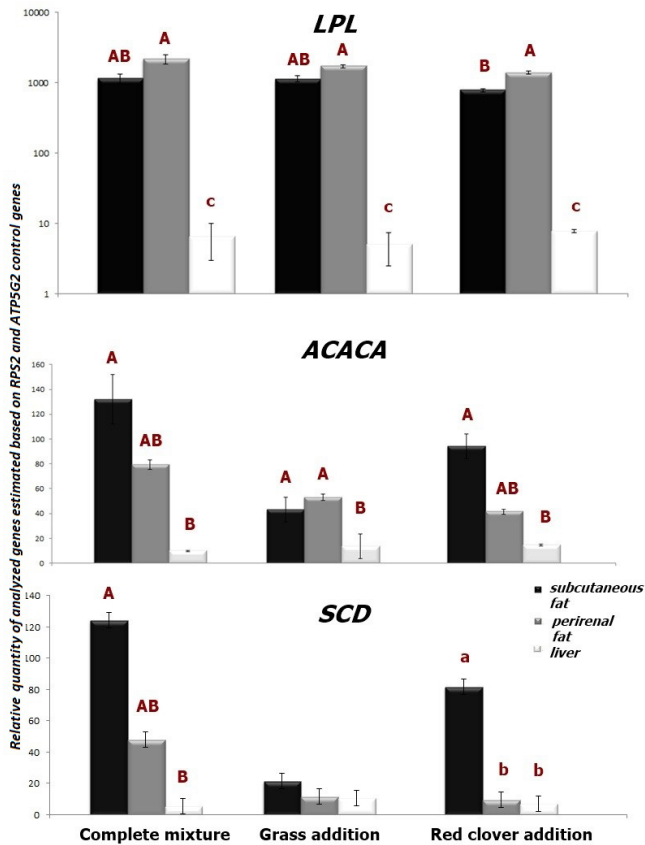 Relative quantity of analyzed genes estimated based on RPS2 and ATP5G2 control genes
LPL
10000
1000
100
10
1
AB A c
AB A c
B A c
ACACA
160
140
120
100
80
60
40
20
0
A AB B
A A B
A AB B
SCD
140
120
100
80
60
40
20
0
A AB B
a b b
subcutaneous
fat
perirenal
fat
liver
Complete mixture Grass addition Red clover addition